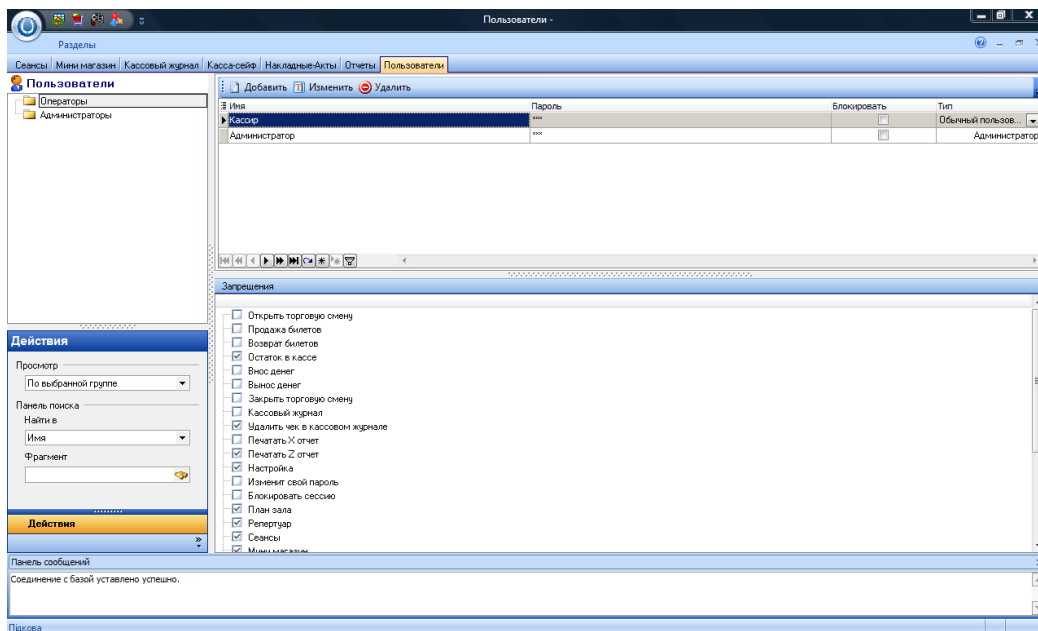 Пользователи -
Разделы
Сеансы Мини магазин Кассовый журнал Касса-сейф Накладные-Акты Отчеты Пользователи
Пользователи
Операторы
Администраторы
Добавить Изменить Удалить
Имя Пароль Блокировать Тип
Кассир *** Обычный пользов...
Администратор *** Администратор
Запрещения
Открыть торговую смену
Продажа билетов
Возврат билетов
Остаток в кассе
Внос денег
Вынос денег
Закрыть торговую смену
Кассовый журнал
Удалить чек в кассовом журнале
Печатать X отчет
Печатать Z отчет
Настройка
Изменит свой пароль
Блокировать сессию
План зала
Репертуар
Сеансы
Мини магазин
Действия
Просмотр
По выбранной группе
Панель поиска
Найти в
Имя
Фрагмент
Действия
Панель сообщений
Соединение с базой уставлено успешно.
Підкова